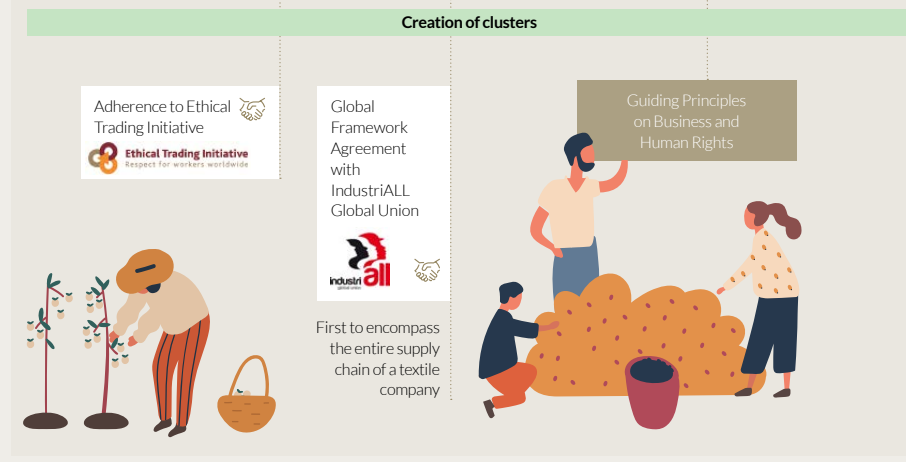 Creation of clusters
Adherence to Ethical
Trading Initiative
Ethical Trading Initiative
Respect for workers worldwide
Global
Framework
Agreement
with
IndustriALL
Global Union
industri
all
global union
First to encompass
the entire supply
chain of a textile
company
Guiding Principles
on Business and
Human Rights